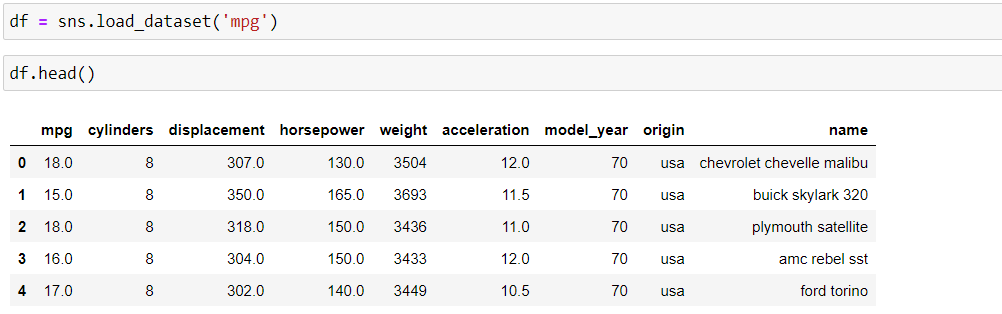 df = sns.load_dataset('mpg')
df.head()
mpg cylinders displacement horsepower weight acceleration model_year origin name
0 18.0 8 307.0 130.0 3504 12.0 70 usa chevrolet chevelle malibu
1 15.0 8 350.0 165.0 3693 11.5 70 usa buick skylark 320
2 18.0 8 318.0 150.0 3436 11.0 70 usa plymouth satellite
3 16.0 8 304.0 150.0 3433 12.0 70 usa amc rebel sst
4 17.0 8 302.0 140.0 3449 10.5 70 usa ford torino